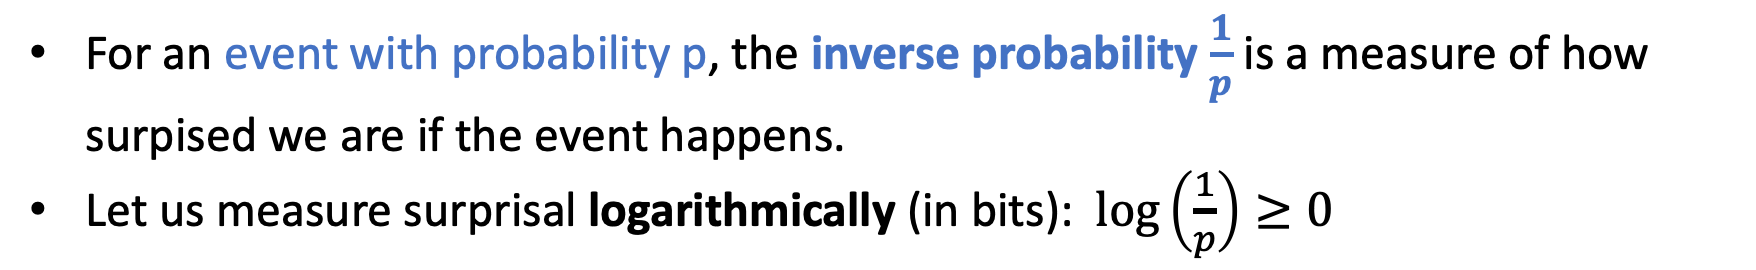 • For an event with probability p, the inverse probability 1/p is a measure of how
surpised we are if the event happens.
• Let us measure surprisal logarithmically (in bits): log(1/p) ≥ 0